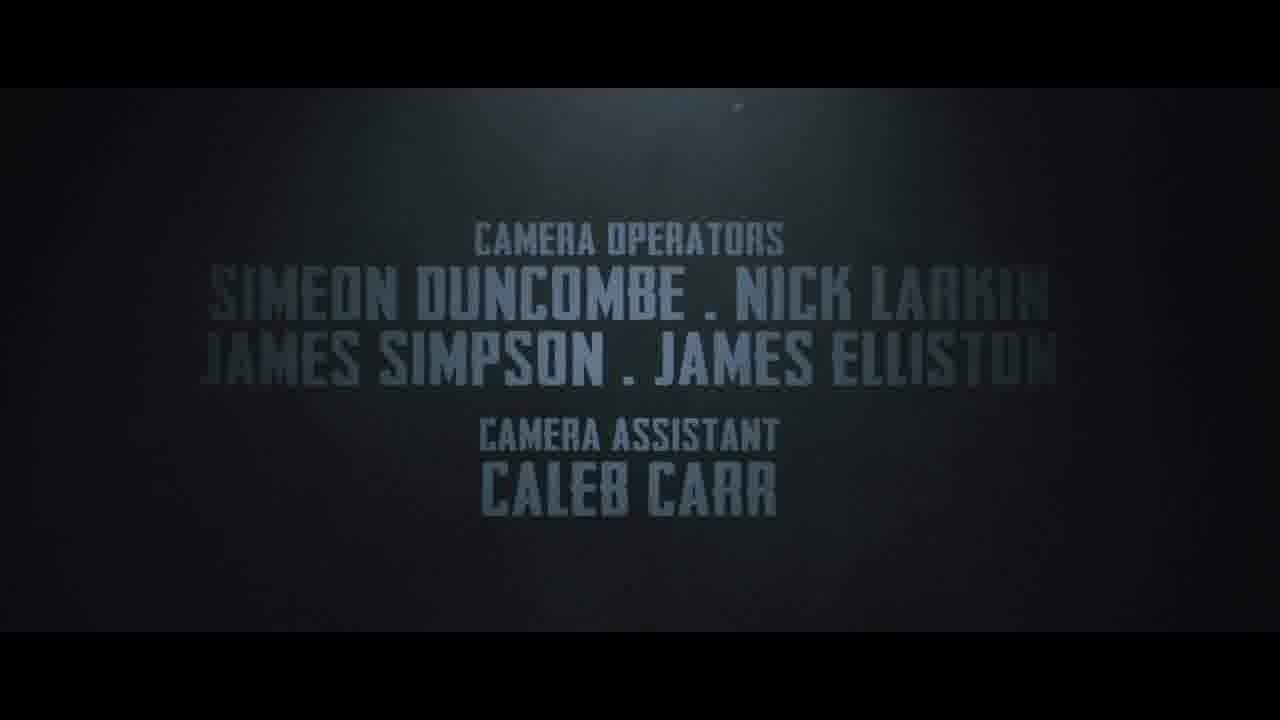 CAMERA OPERATORS
SIMEON DUNCOMBE . NICK LARKIN
JAMES SIMPSON . JAMES ELLISTON
CAMERA ASSISTANT
CALEB CARR